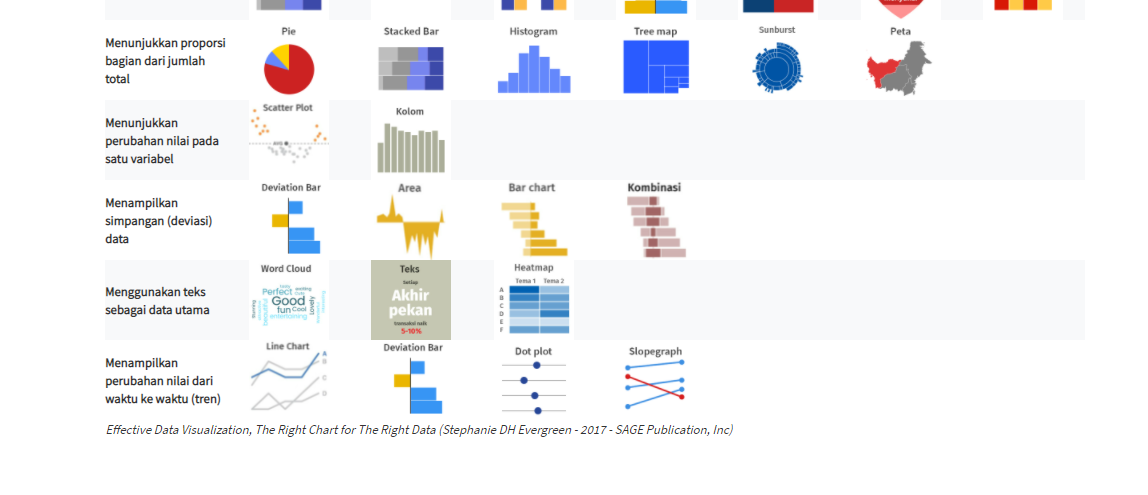 Pie
Stacked Bar
Histogram
Tree map
Sunburst
Peta
Menunjukkan proporsi
bagian dari jumlah
total
Scatter Plot
Kolom
Menunjukkan
perubahan nilai pada
satu variabel
Deviation Bar
Area
Bar chart
Kombinasi
Menampilkan
simpangan (deviasi)
data
Word Cloud
Perfect
Good
fun Cool
entertaining
Lovely
Teks
Setiap
Akhir
pekan
transaksi naik
5-10%
Heatmap
Tema 1 Tema 2
A
B
C
D
E
F
Menggunakan teks
sebagai data utama
Line Chart
A
B
C
D
Deviation Bar
Dot plot
Slopegraph
Menampilkan
perubahan nilai dari
waktu ke waktu (tren)
Effective Data Visualization, The Right Chart for The Right Data (Stephanie DH Evergreen - 2017 - SAGE Publication, Inc)